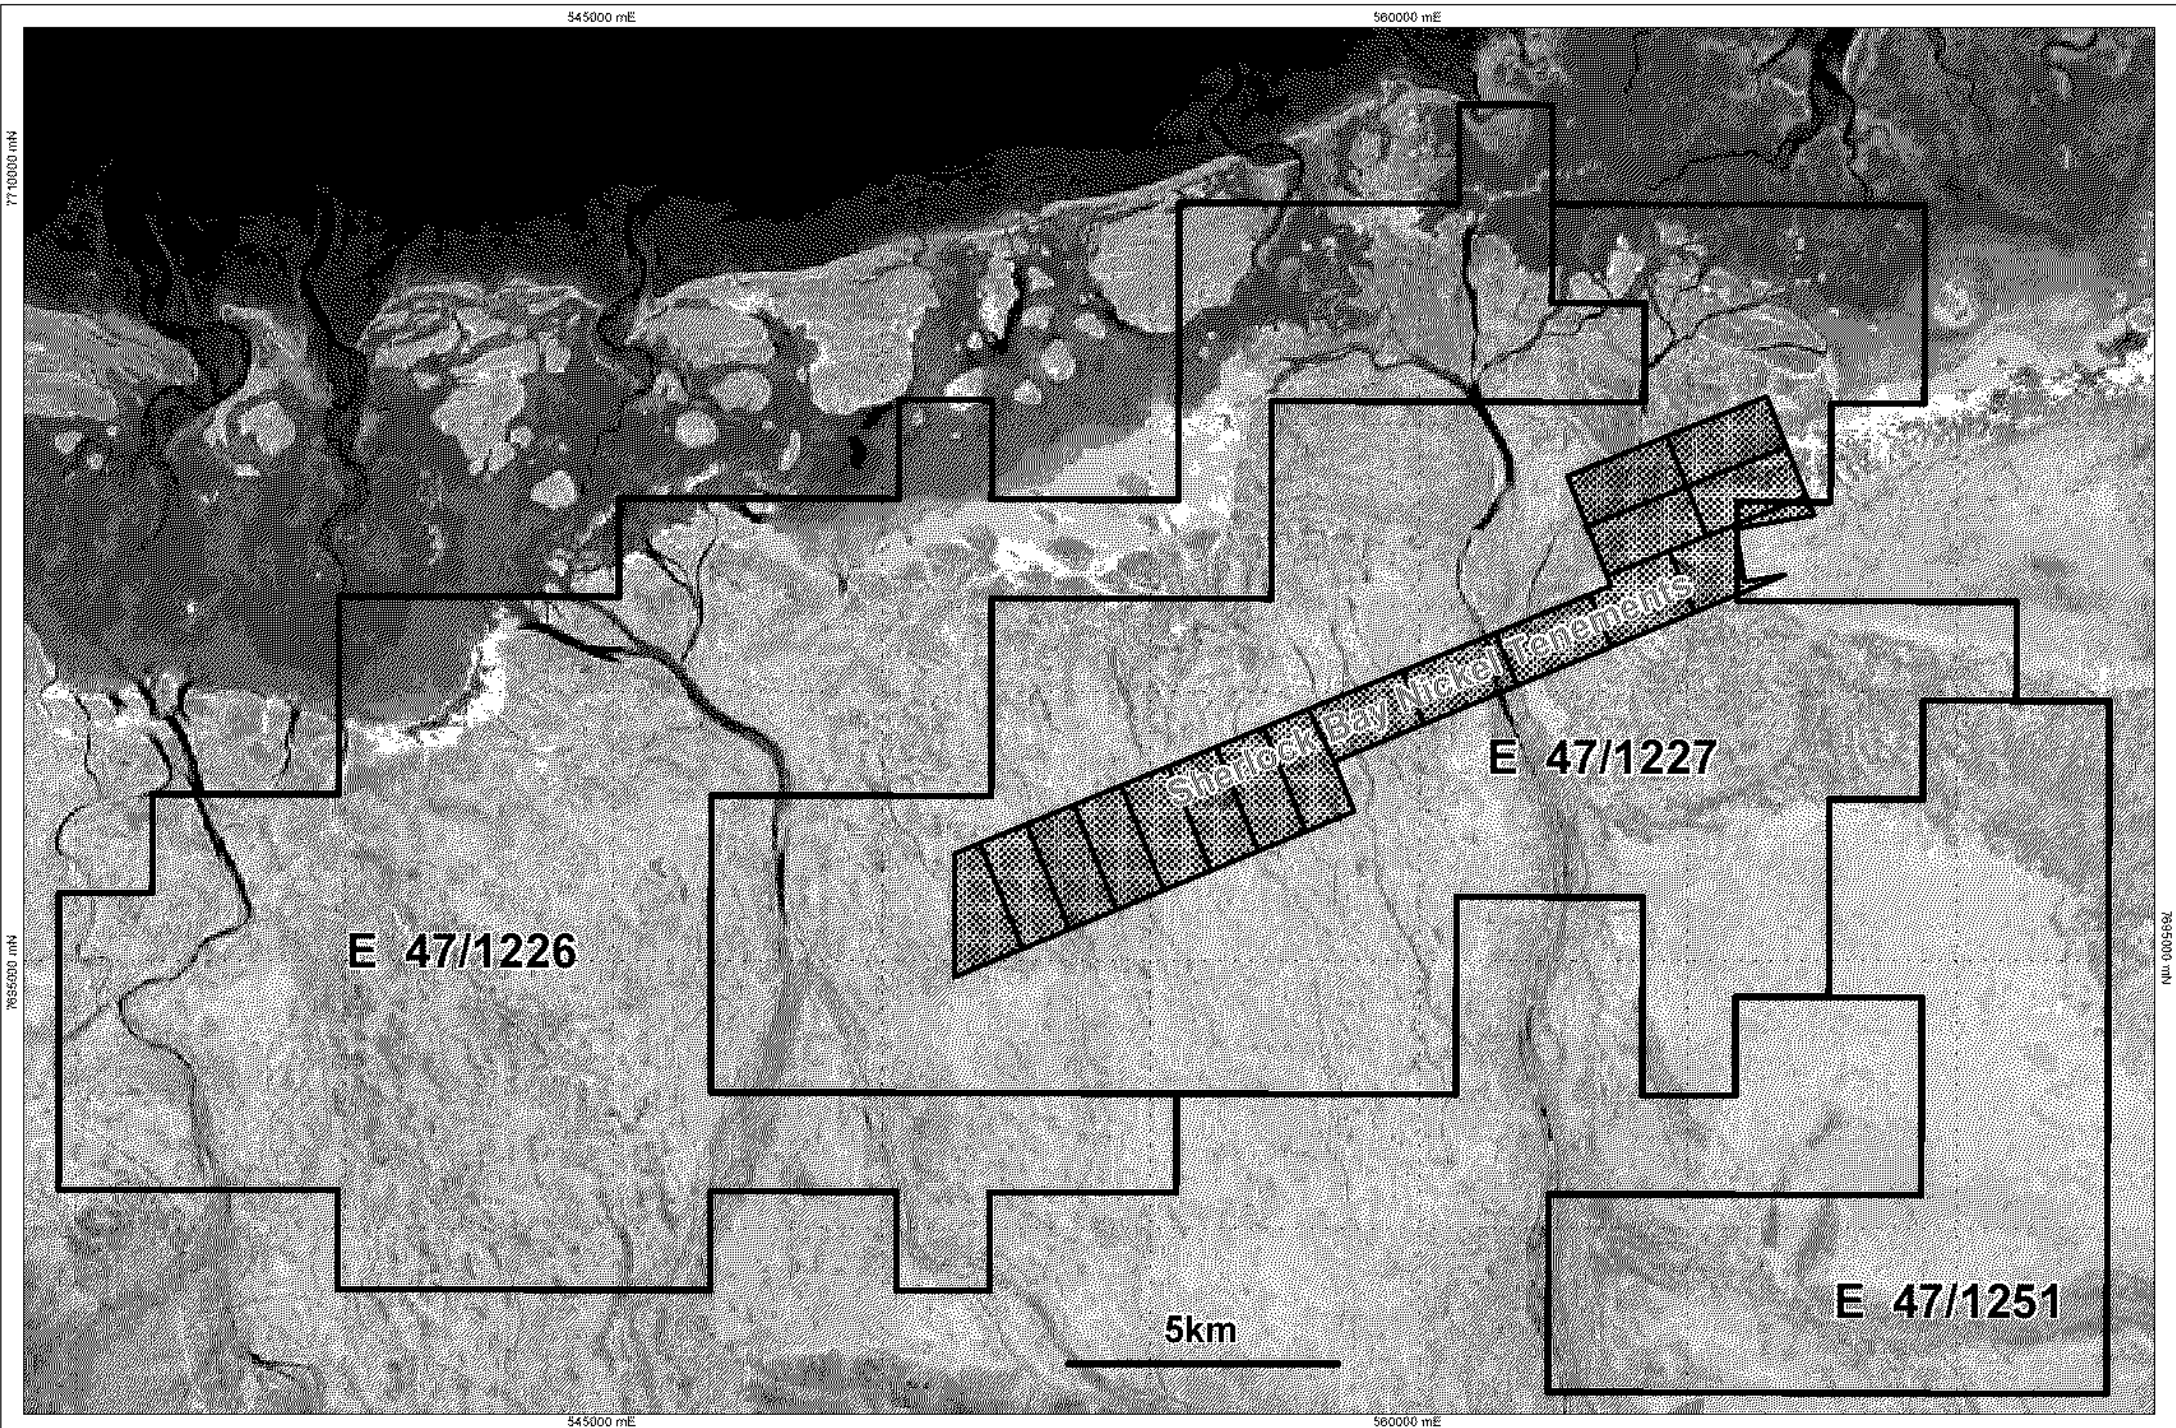 545000 mE
560000 mE
7710000 mN
Sherlock Bay Nickel Tenements
E 47/1227
E 47/1226
7695000 mN
7695000 mN
E 47/1251
5km
545000 mE
560000 mE